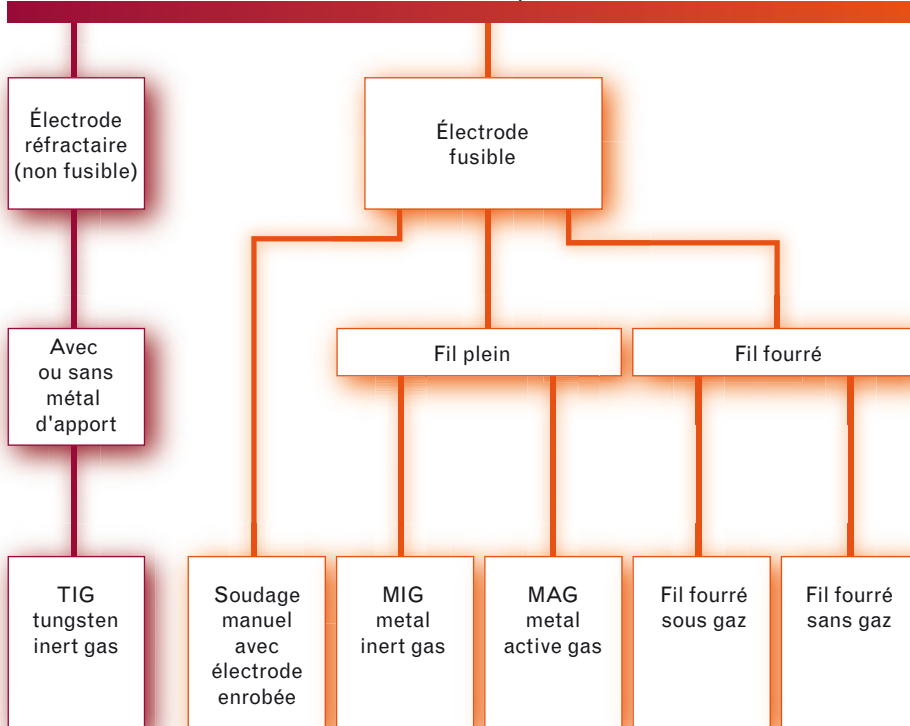 Électrode
réfractaire
(non fusible)
Électrode
fusible
Avec
ou sans
métal
d'apport
Fil plein
Fil fourré
TIG
tungsten
inert gas
Soudage
manuel
avec
électrode
enrobée
MIG
metal
inert gas
MAG
metal
active gas
Fil fourré
sous gaz
Fil fourré
sans gaz